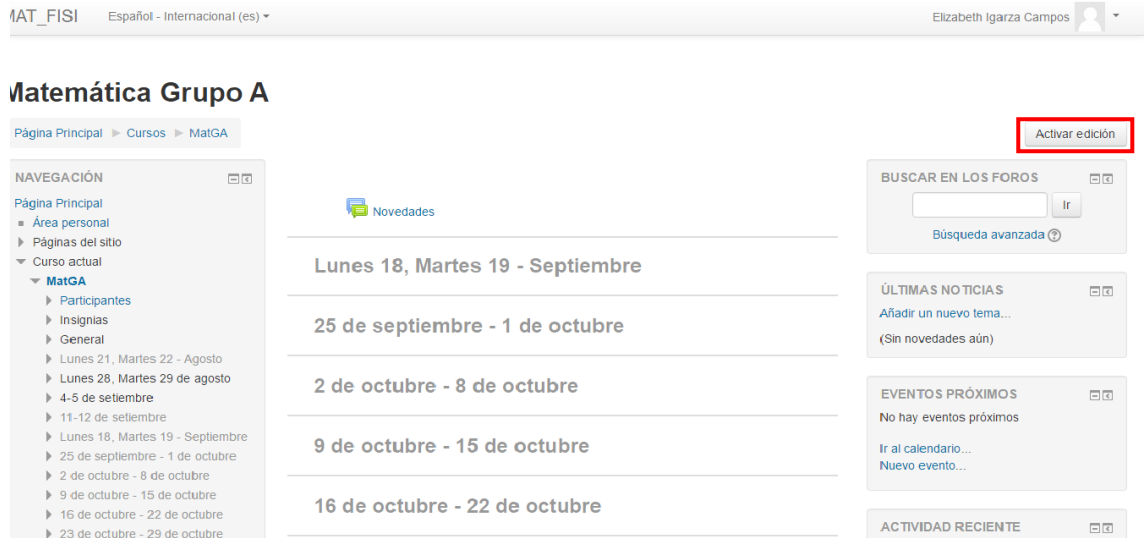 MAT_FISI
Español - Internacional (es)
Elizabeth Igarza Campos
Matemática Grupo A
Página Principal
Cursos
MatGA
Activar edición
NAVEGACIÓN
Página Principal
Área personal
Páginas del sitio
Curso actual
MatGA
Participantes
Insignias
General
Lunes 21, Martes 22 - Agosto
Lunes 28, Martes 29 de agosto
4-5 de setiembre
11-12 de setiembre
Lunes 18, Martes 19 - Septiembre
25 de septiembre - 1 de octubre
2 de octubre - 8 de octubre
9 de octubre - 15 de octubre
16 de octubre - 22 de octubre
23 de octubre - 29 de octubre
Novedades
Lunes 18, Martes 19 - Septiembre
25 de septiembre - 1 de octubre
2 de octubre - 8 de octubre
9 de octubre - 15 de octubre
16 de octubre - 22 de octubre
BUSCAR EN LOS FOROS
Ir
Búsqueda avanzada
ÚLTIMAS NOTICIAS
Añadir un nuevo tema...
(Sin novedades aún)
EVENTOS PRÓXIMOS
No hay eventos próximos
Ir al calendario...
Nuevo evento...
ACTIVIDAD RECIENTE